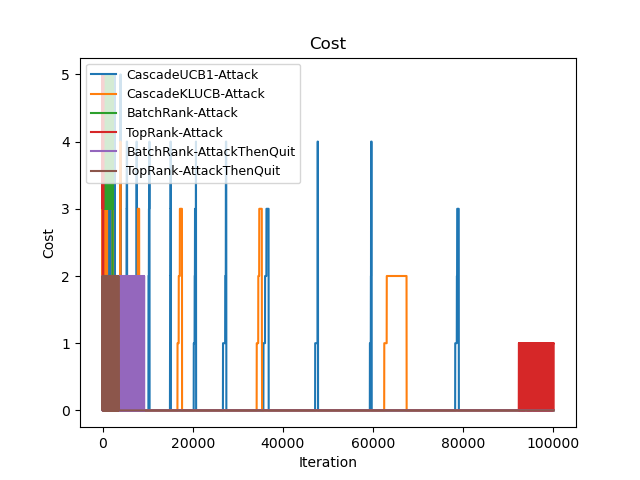 Cost
5
4
3
2
1
0
Cost
CascadeUCB1-Attack
CascadeKLUCB-Attack
BatchRank-Attack
TopRank-Attack
BatchRank-AttackThenQuit
TopRank-AttackThenQuit
0 20000 40000 60000 80000 100000
Iteration